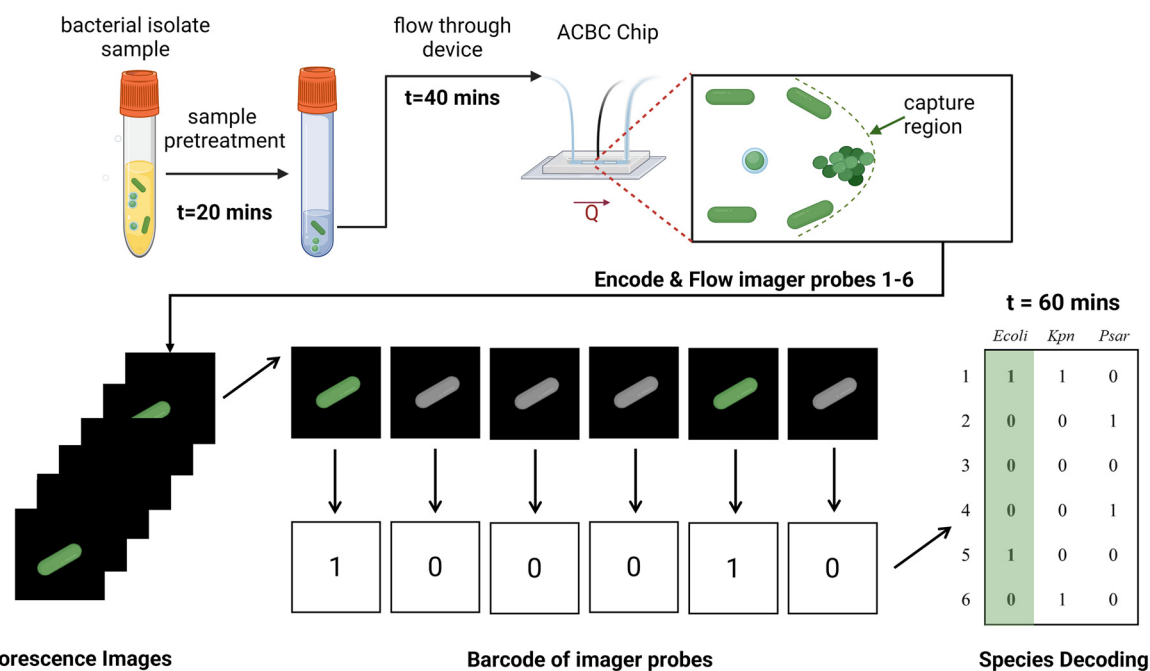 bacterial isolate
sample
flow through
device
ACBC Chip
t=40 mins
sample
pretreatment
t=20 mins
capture
region
Q
Encode & Flow imager probes 1-6
t = 60 mins
Ecoli Kpn Psar
1 1 1 0
2 0 0 1
3 0 0 0
4 0 0 1
5 1 0 0
6 0 1 0
1 0 0 0 1 0
orescence Images
Barcode of imager probes
Species Decoding